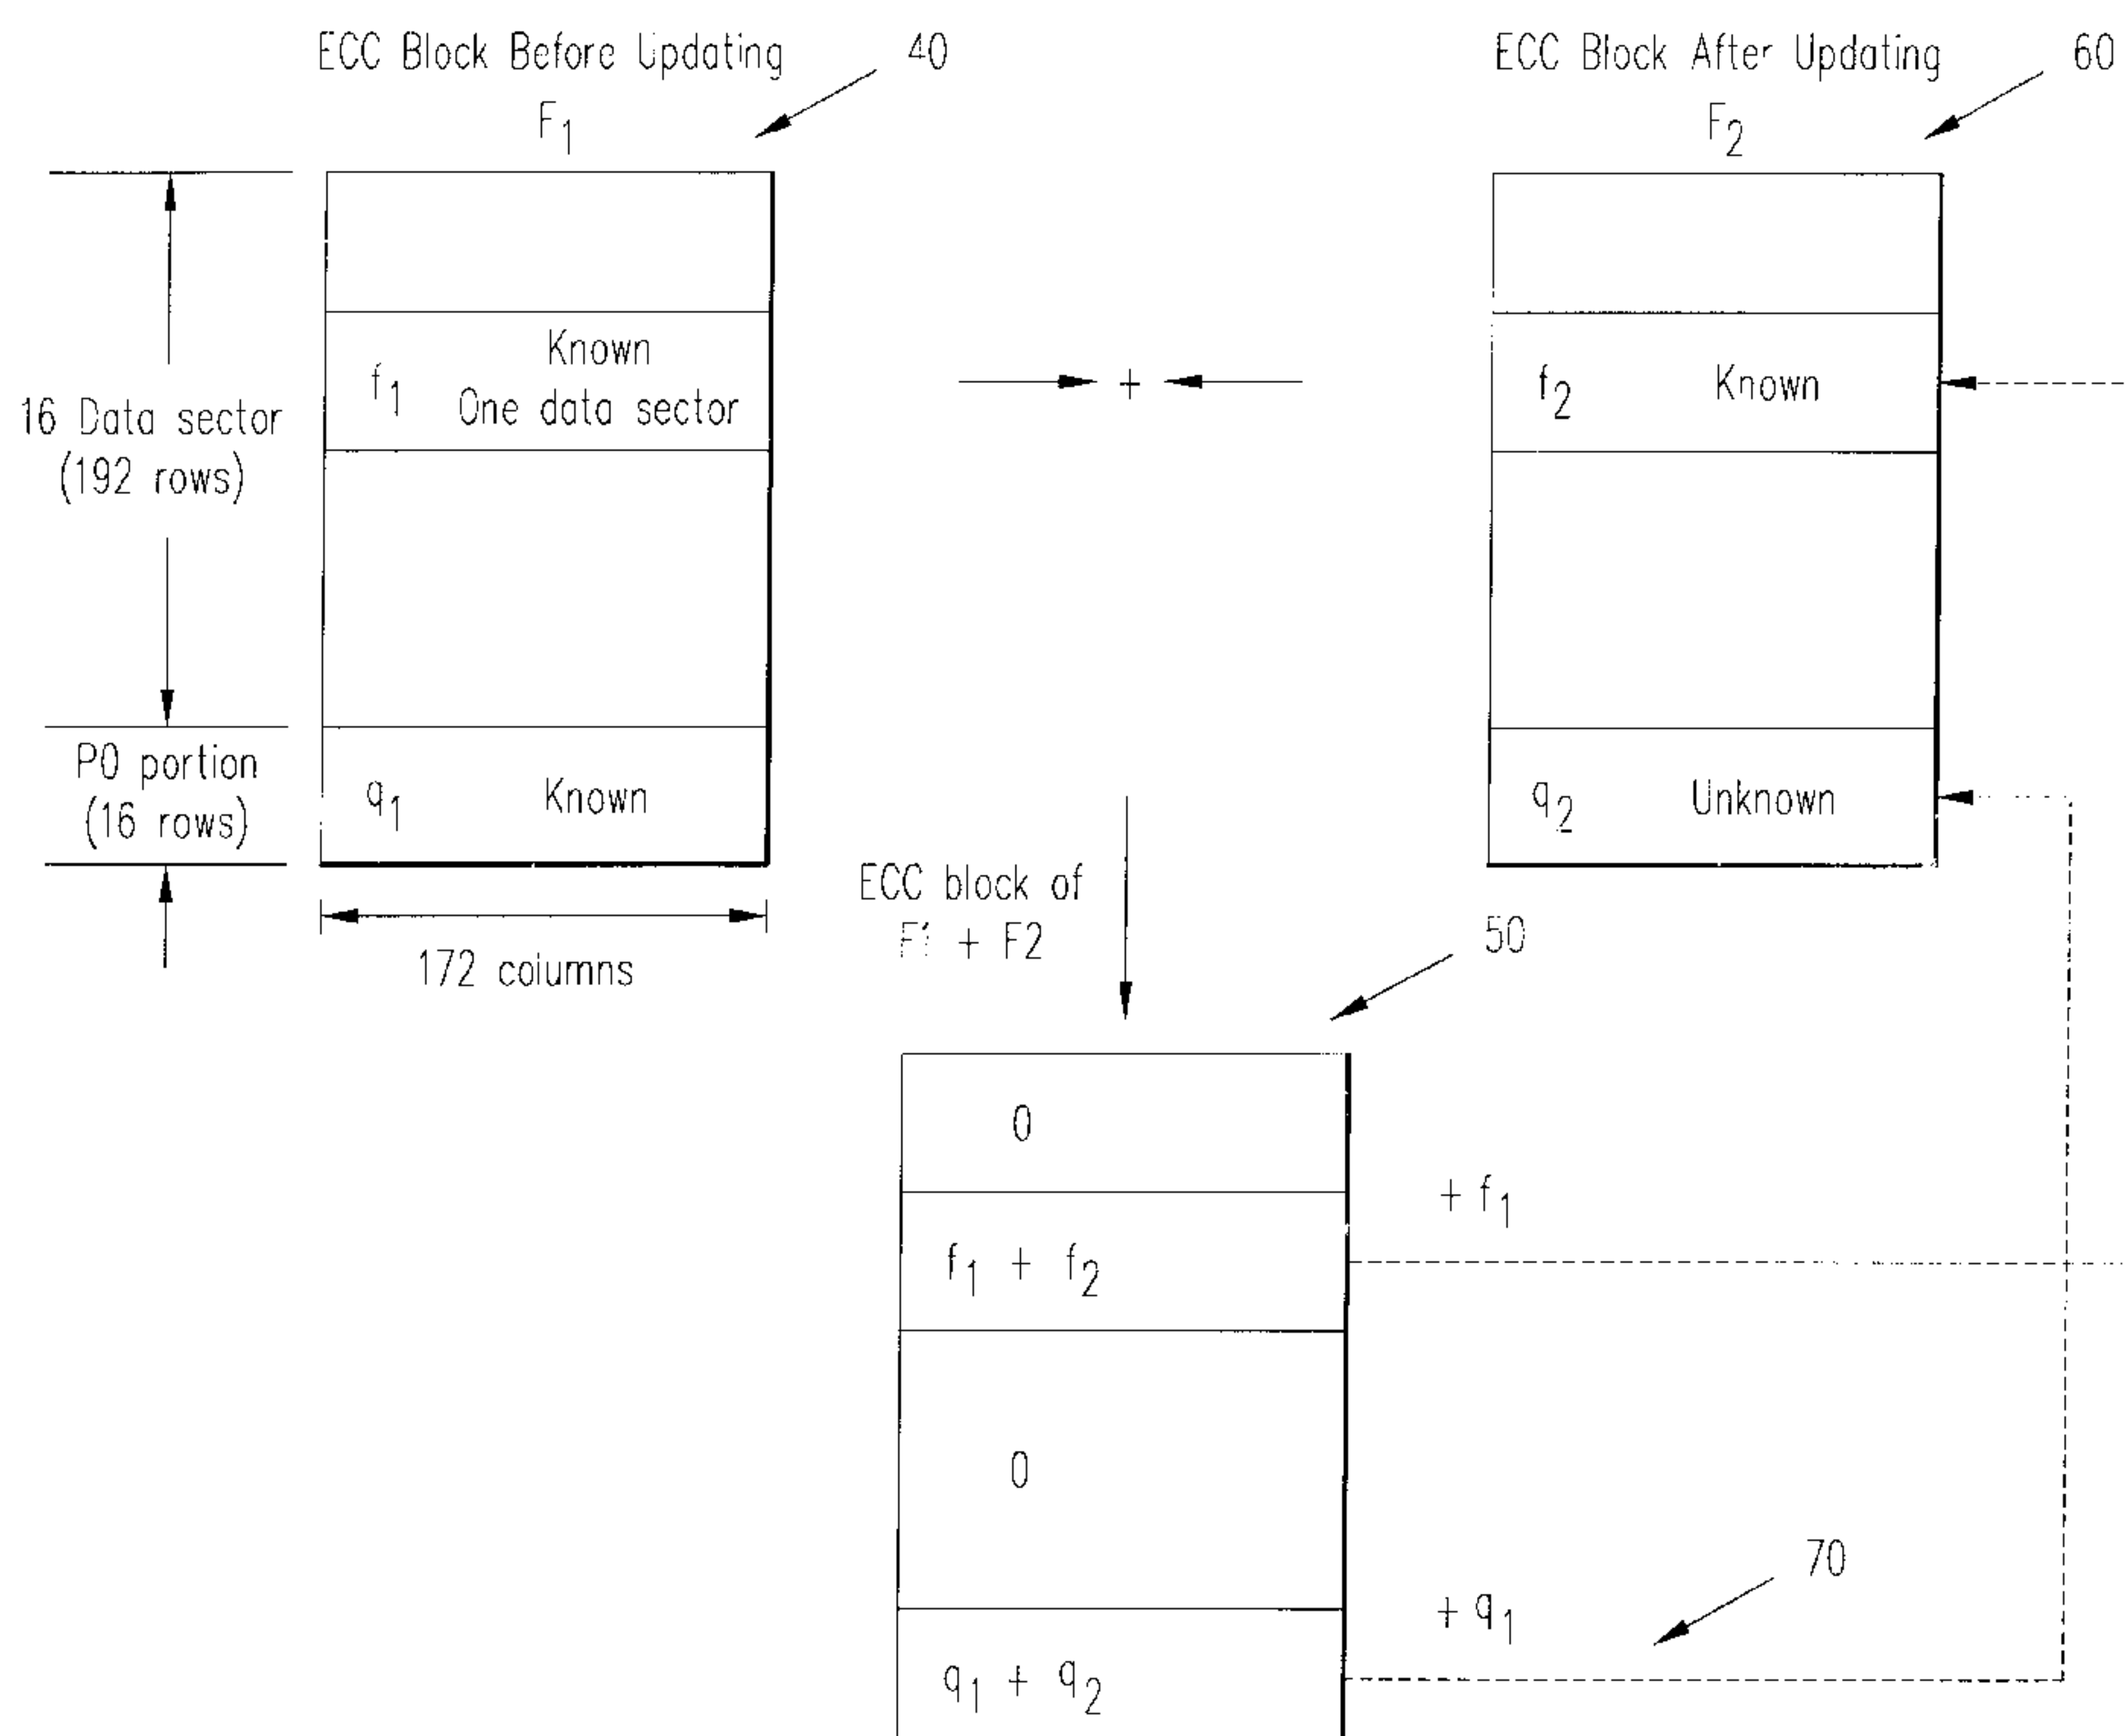 ECC Block Before Updating
40
F1
16 Data sector
(192 rows)
f1
Known
One data sector
PO portion
(16 rows)
q1
Known
172 columns
+
ECC Block After Updating
60
F2
f2
Known
q2
Unknown
ECC block of
F1 + F2
50
0
f1 + f2
+ f1
0
q1 + q2
+ q1
70